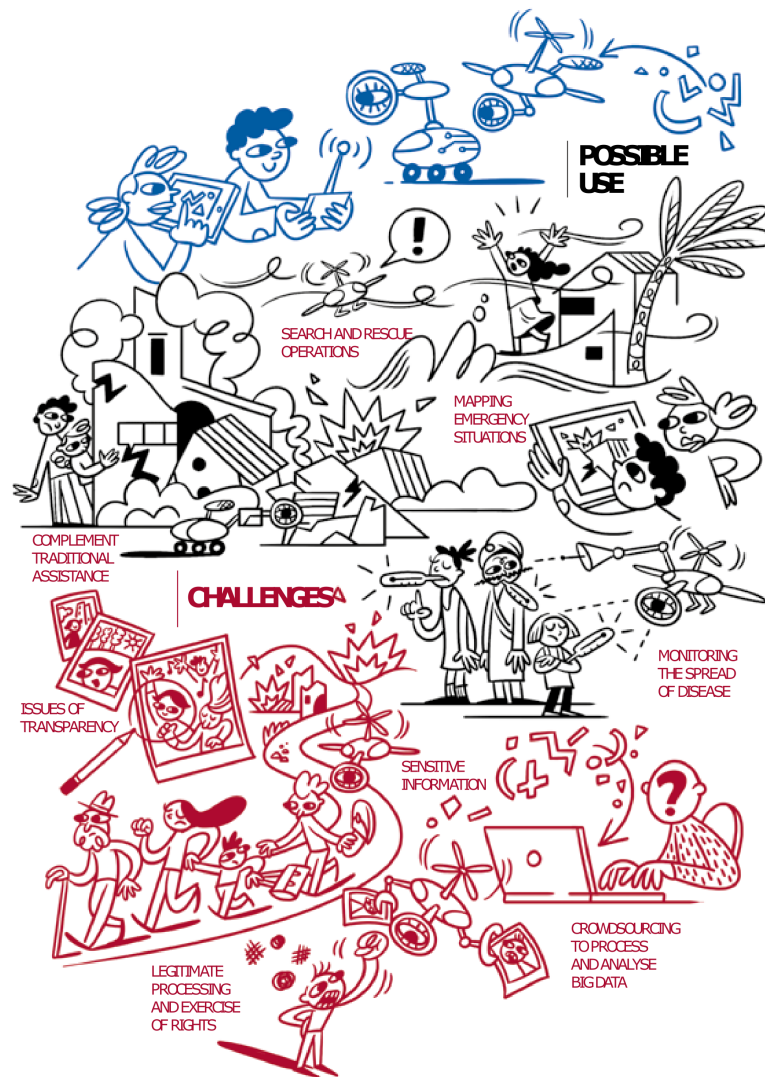 POSSIBLE
USE
!
SEARCH AND RESCUE
OPERATIONS
MAPPING
EMERGENCY
SITUATIONS
COMPLEMENT
TRADITIONAL
ASSISTANCE
CHALLENGES
MONITORING
THE SPREAD
OF DISEASE
ISSUES OF
TRANSPARENCY
SENSITIVE
INFORMATION
?
CROWDSOURCING
TO PROCESS
AND ANALYSE
BIG DATA
LEGITIMATE
PROCESSING
AND EXERCISE
OF RIGHTS